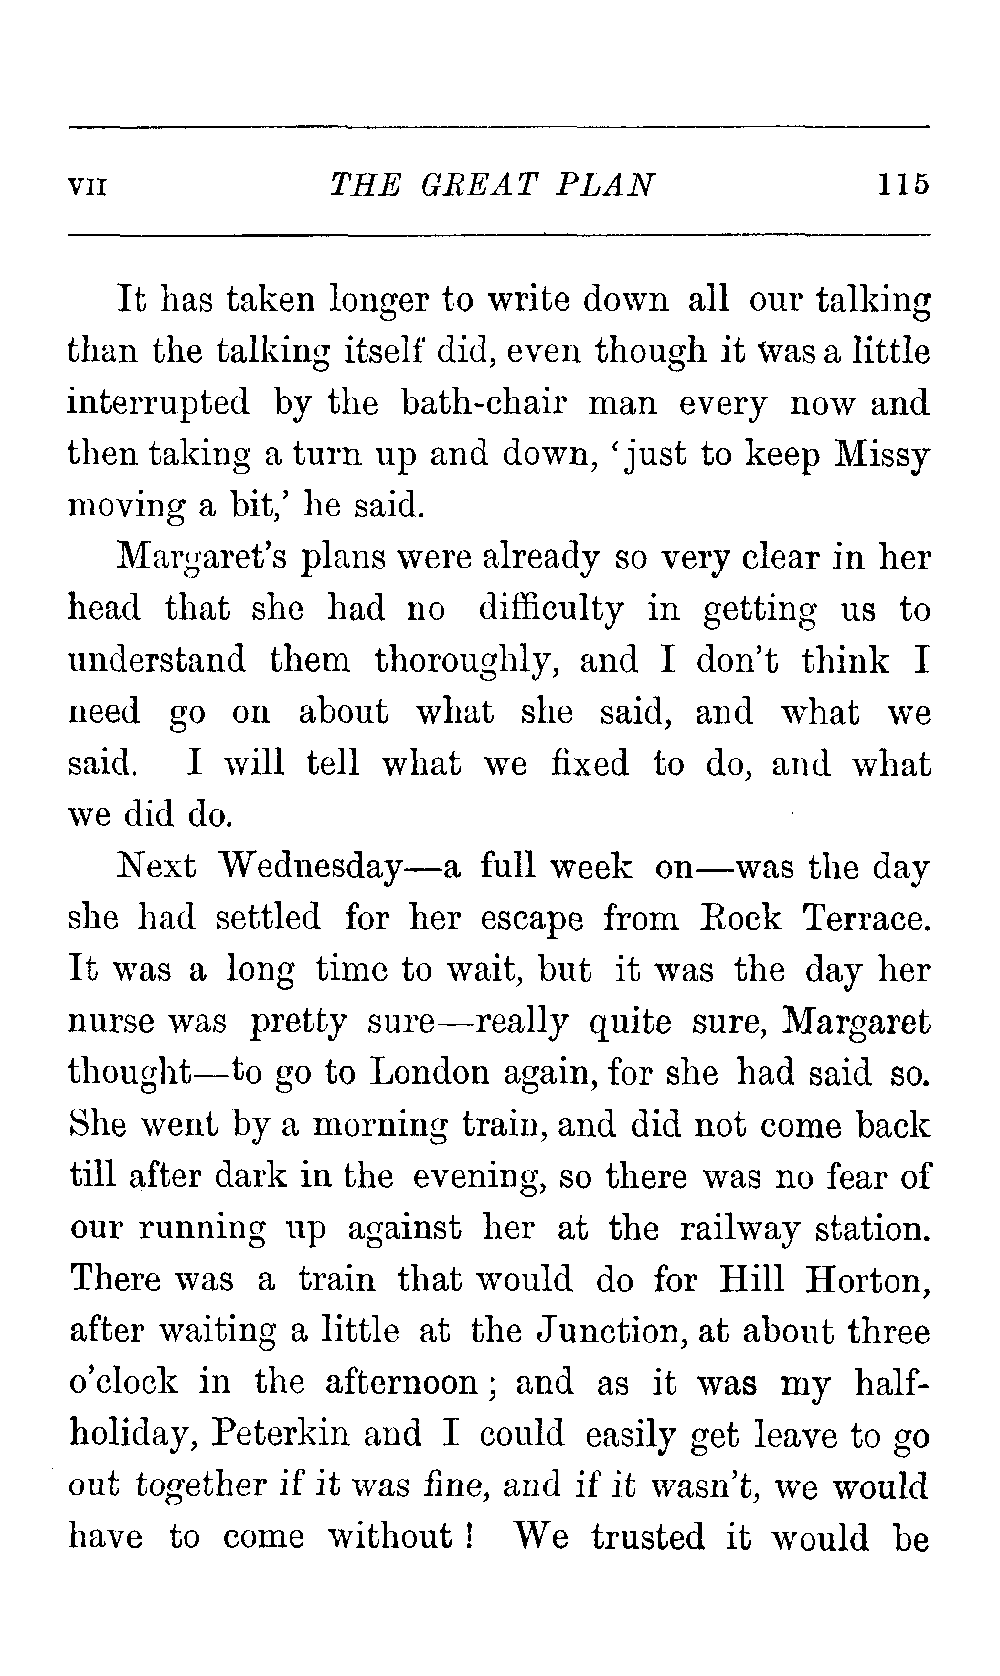 VII THE GREAT PLAN 115
It has taken longer to write down all our talking
than the talking itself did, even though it was a little
interrupted by the bath-chair man every now and
then taking a turn up and down, ‘just to keep Missy
moving a bit,’ he said.
Margaret’s plans were already so very clear in her
head that she had no difficulty in getting us to
understand them thoroughly, and I don’t think I
need go on about what she said, and what we
said. I will tell what we fixed to do, and what
we did do.
Next Wednesday—a full week on—was the day
she had settled for her escape from Rock Terrace.
It was a long time to wait, but it was the day her
nurse was pretty sure—really quite sure, Margaret
thought—to go to London again, for she had said so.
She went by a morning train, and did not come back
till after dark in the evening, so there was no fear of
our running up against her at the railway station.
There was a train that would do for Hill Horton,
after waiting a little at the Junction, at about three
o’clock in the afternoon; and as it was my half-
holiday, Peterkin and I could easily get leave to go
out together if it was fine, and if it wasn’t, we would
have to come without! We trusted it would be